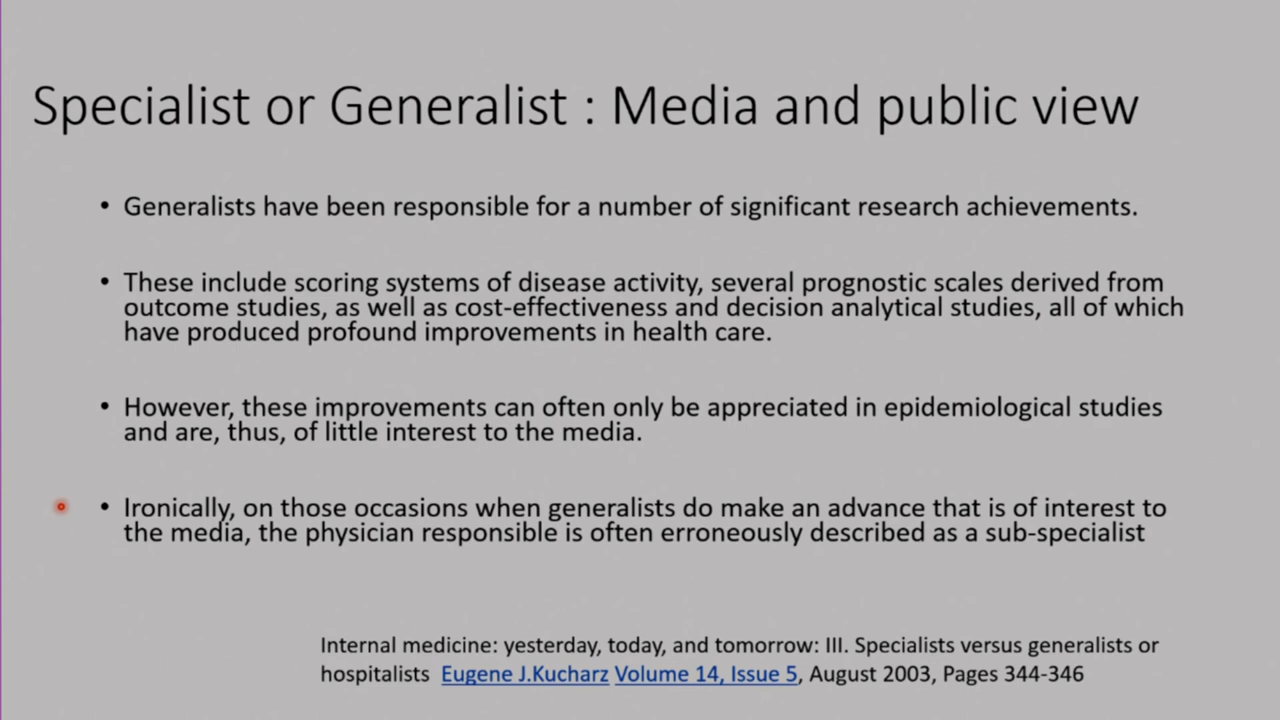 Specialist or Generalist : Media and public view
• Generalists have been responsible for a number of significant research achievements.
• These include scoring systems of disease activity, several prognostic scales derived from
outcome studies, as well as cost-effectiveness and decision analytical studies, all of which
have produced profound improvements in health care.
• However, these improvements can often only be appreciated in epidemiological studies
and are, thus, of little interest to the media.
• Ironically, on those occasions when generalists do make an advance that is of interest to
the media, the physician responsible is often erroneously described as a sub-specialist
Internal medicine: yesterday, today, and tomorrow: III. Specialists versus generalists or
hospitalists Eugene J.Kucharz Volume 14, Issue 5, August 2003, Pages 344-346